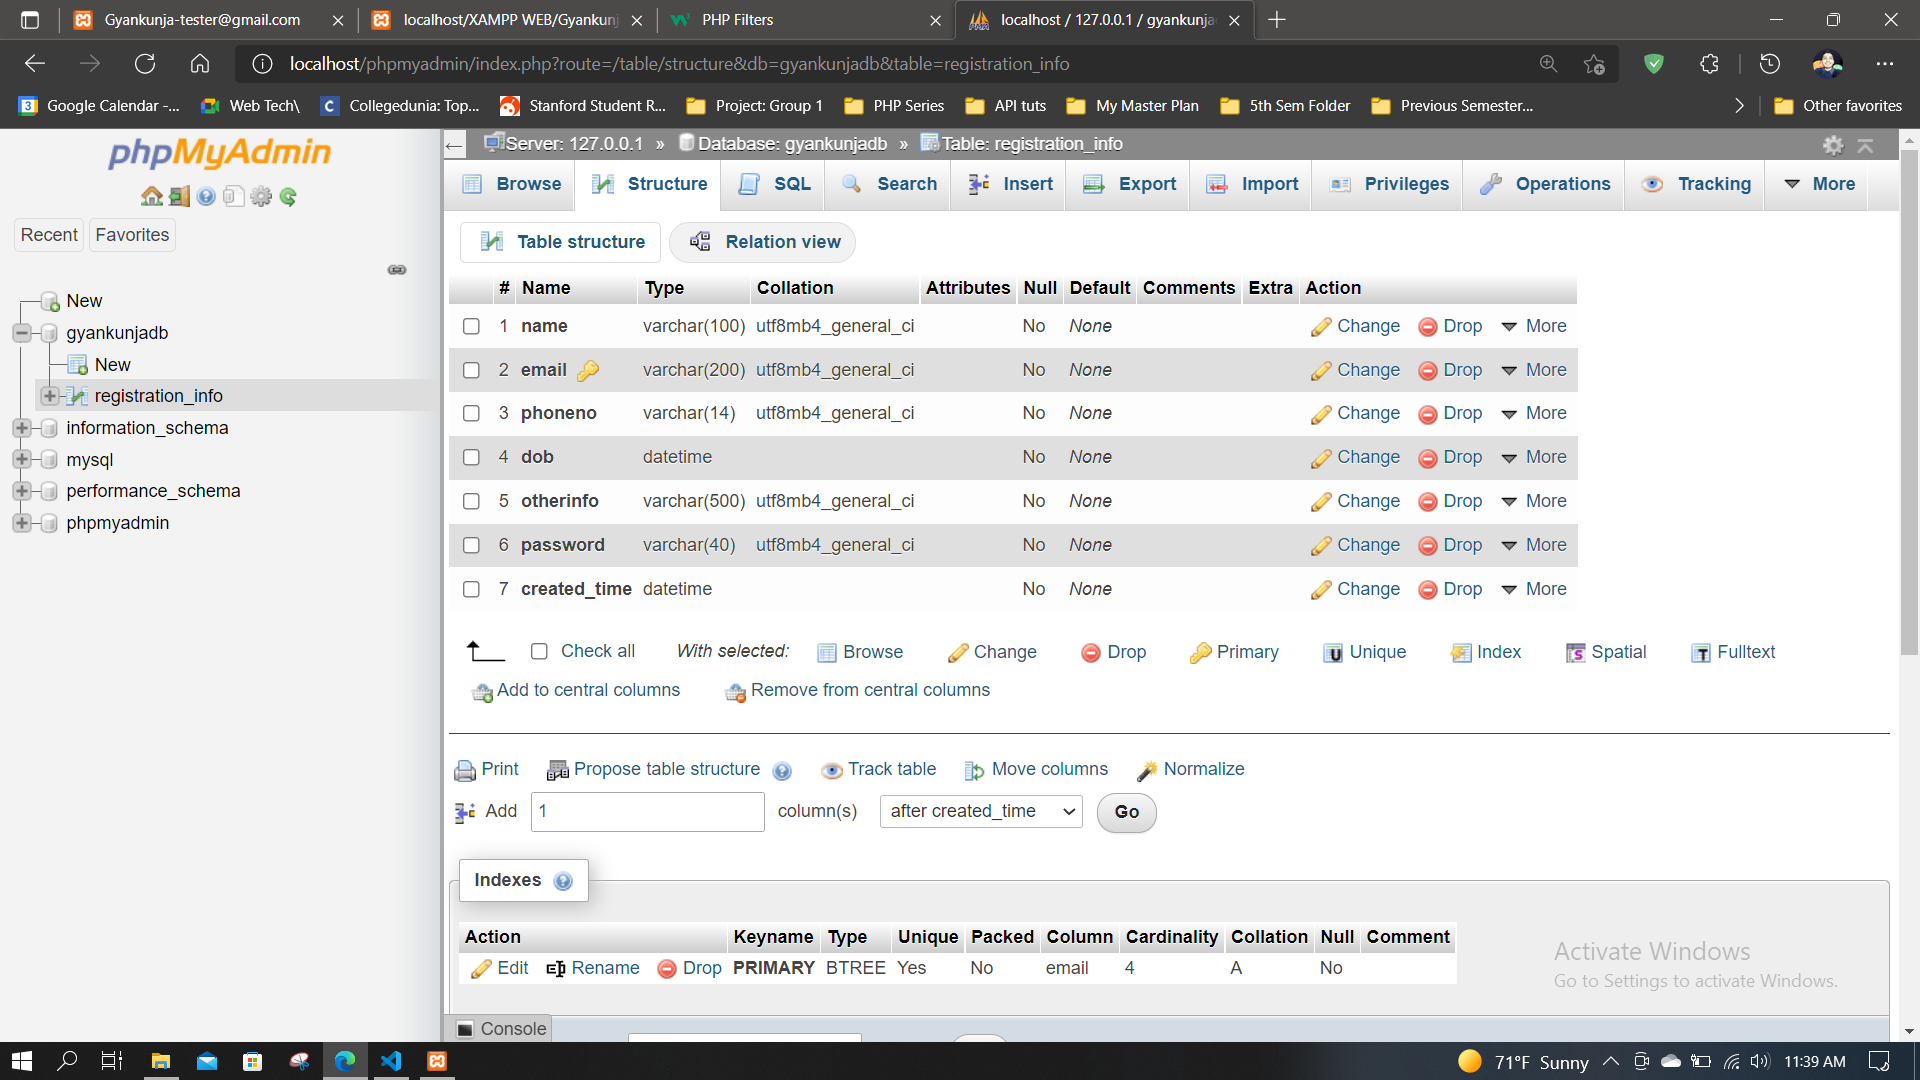 Gyankunja-tester@gmail.com
localhost/XAMPP WEB/Gyankunj
PHP Filters
localhost / 127.0.0.1 / gyankunja
localhost/phpmyadmin/index.php?route=/table/structure&db=gyankunjadb&table=registration_info
Google Calendar -...
Web Tech\
Collegedunia: Top...
Stanford Student R...
Project: Group 1
PHP Series
API tuts
My Master Plan
5th Sem Folder
Previous Semester...
Other favorites
phpMyAdmin
Recent Favorites
New
gyankunjadb
New
registration_info
information_schema
mysql
performance_schema
phpmyadmin
Server: 127.0.0.1 » Database: gyankunjadb » Table: registration_info
Browse Structure SQL Search Insert Export Import Privileges Operations Tracking More
Table structure Relation view
# Name Type Collation Attributes Null Default Comments Extra Action
1 name varchar(100) utf8mb4_general_ci No None Change Drop More
2 email varchar(200) utf8mb4_general_ci No None Change Drop More
3 phoneno varchar(14) utf8mb4_general_ci No None Change Drop More
4 dob datetime No None Change Drop More
5 otherinfo varchar(500) utf8mb4_general_ci No None Change Drop More
6 password varchar(40) utf8mb4_general_ci No None Change Drop More
7 created_time datetime No None Change Drop More
Check all With selected: Browse Change Drop Primary Unique Index Spatial Fulltext
Add to central columns Remove from central columns
Print Propose table structure Track table Move columns Normalize
Add 1 column(s) after created_time Go
Indexes
Action Keyname Type Unique Packed Column Cardinality Collation Null Comment
Edit Rename Drop PRIMARY BTREE Yes No email 4 A No
Activate Windows
Go to Settings to activate Windows.
Console
71°F Sunny 11:39 AM